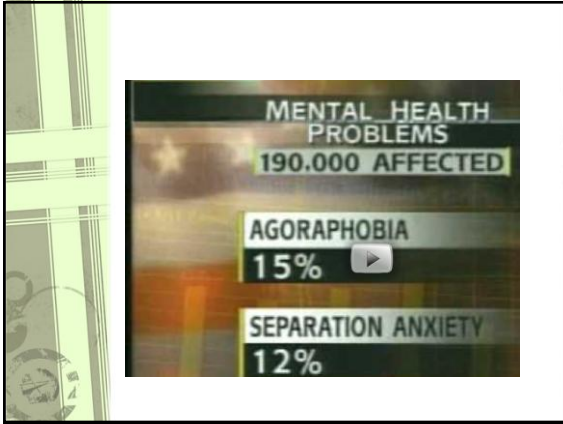 MENTAL HEALTH
PROBLEMS
190.000 AFFECTED
AGORAPHOBIA
15%
SEPARATION ANXIETY
12%